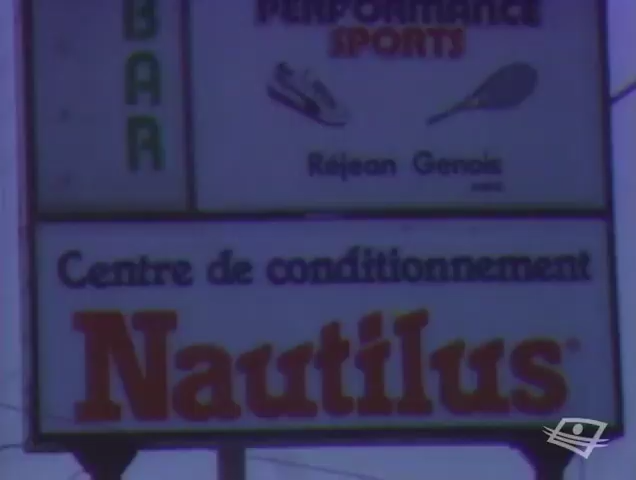 BAR
PERFORMANCE
SPORTS
Réjean Genois
Centre de conditionnement
Nautilus